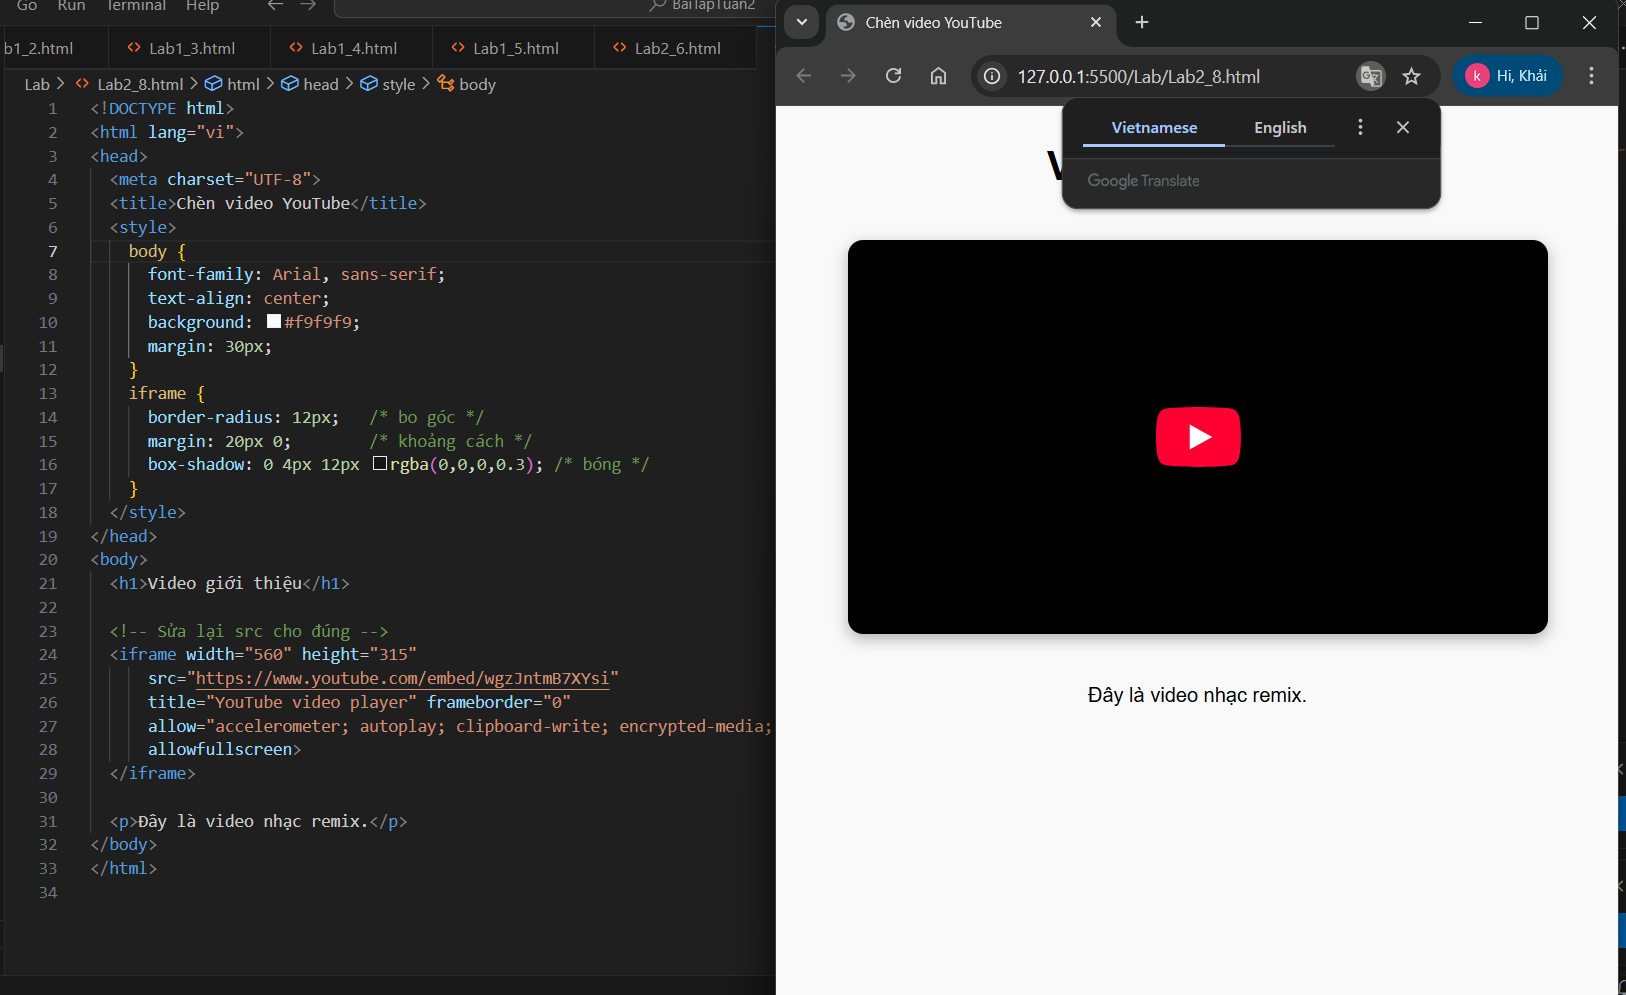 Go Run Terminal Help BaiTapTuan2
b1_2.html Lab1_3.html Lab1_4.html Lab1_5.html Lab2_6.html
Lab > Lab2_8.html > html > head > style > body
1 <!DOCTYPE html>
2 <html lang="vi">
3 <head>
4 <meta charset="UTF-8">
5 <title>Chèn video YouTube</title>
6 <style>
7 body {
8 font-family: Arial, sans-serif;
9 text-align: center;
10 background: #f9f9f9;
11 margin: 30px;
12 }
13 iframe {
14 border-radius: 12px; /* bo góc */
15 margin: 20px 0; /* khoảng cách */
16 box-shadow: 0 4px 12px rgba(0,0,0,0.3); /* bóng */
17 }
18 </style>
19 </head>
20 <body>
21 <h1>Video giới thiệu</h1>
22
23 <!-- Sửa lại src cho đúng -->
24 <iframe width="560" height="315"
25 src="https://www.youtube.com/embed/wgzJntmB7XYsi"
26 title="YouTube video player" frameborder="0"
27 allow="accelerometer; autoplay; clipboard-write; encrypted-media;
28 allowfullscreen>
29 </iframe>
30
31 <p>Đây là video nhạc remix.</p>
32 </body>
33 </html>
34
Chèn video YouTube
127.0.0.1:5500/Lab/Lab2_8.html
k Hi, Khải
Vietnamese English
Google Translate
V
Đây là video nhạc remix.